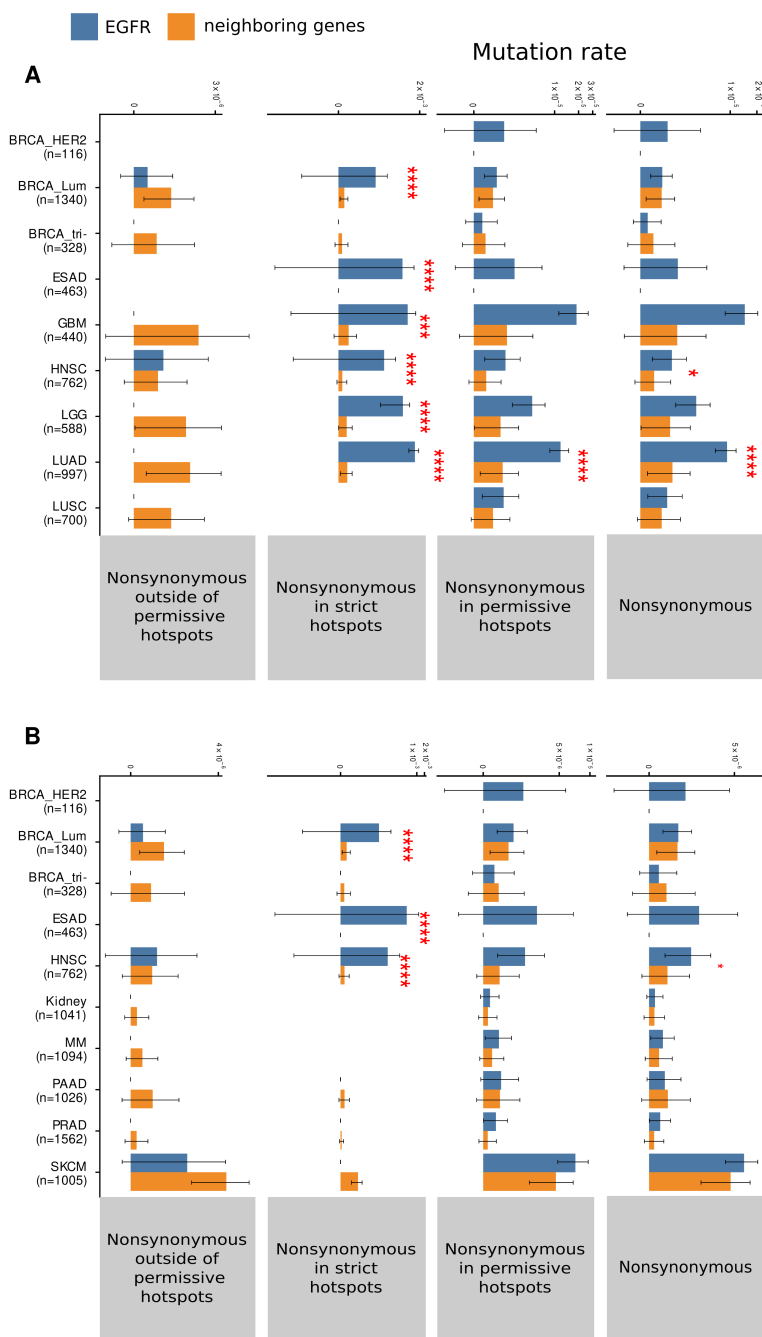 EGFR
neighboring genes
Mutation rate
A
0
3 × 10⁻⁶
0
2 × 10⁻³
0
1 × 10⁻⁵
2 × 10⁻⁵
3 × 10⁻⁵
0
1 × 10⁻⁵
BRCA_HER2
(n=116)
BRCA_Lum
(n=1340)
****
BRCA_tri-
(n=328)
ESAD
(n=463)
****
GBM
(n=440)
***
HNSC
(n=762)
****
*
LGG
(n=588)
****
LUAD
(n=997)
****
****
****
LUSC
(n=700)
Nonsynonymous
outside of
permissive
hotspots
Nonsynonymous
in strict
hotspots
Nonsynonymous
in permissive
hotspots
Nonsynonymous
B
0
4 × 10⁻⁶
0
1 × 10⁻³
2 × 10⁻³
0
5 × 10⁻⁶
1 × 10⁻⁵
0
5 × 10⁻⁶
BRCA_HER2
(n=116)
BRCA_Lum
(n=1340)
****
BRCA_tri-
(n=328)
ESAD
(n=463)
****
HNSC
(n=762)
****
*
Kidney
(n=1041)
MM
(n=1094)
PAAD
(n=1026)
PRAD
(n=1562)
SKCM
(n=1005)
Nonsynonymous
outside of
permissive
hotspots
Nonsynonymous
in strict
hotspots
Nonsynonymous
in permissive
hotspots
Nonsynonymous